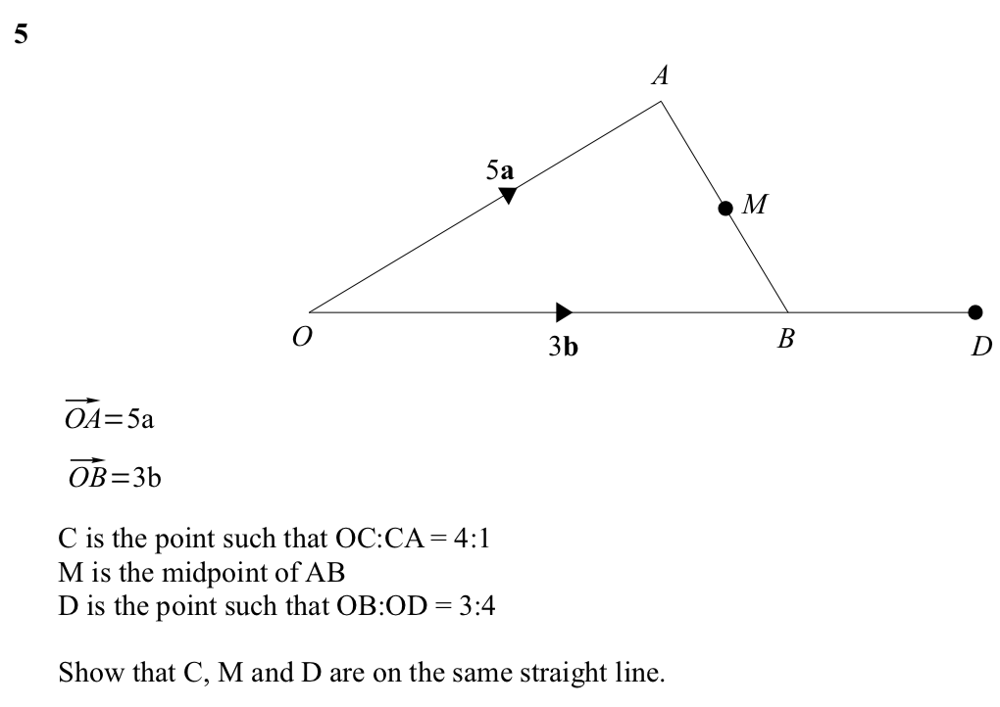 5
A
5a
M
O
3b
B
D
OA=5a
OB=3b
C is the point such that OC:CA = 4:1
M is the midpoint of AB
D is the point such that OB:OD = 3:4
Show that C, M and D are on the same straight line.